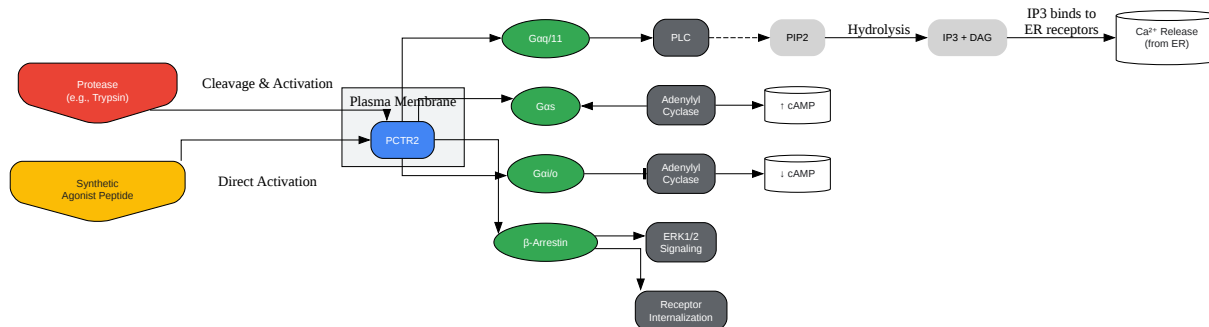 Protease
(e.g., Trypsin)
Cleavage & Activation
Synthetic
Agonist Peptide
Direct Activation
Plasma Membrane
PCTR2
Gαq/11
PLC
PIP2
Hydrolysis
IP3 + DAG
IP3 binds to
ER receptors
Ca²⁺ Release
(from ER)
Gαs
Adenylyl
Cyclase
↑ cAMP
Gαi/o
Adenylyl
Cyclase
↓ cAMP
β-Arrestin
ERK1/2
Signaling
Receptor
Internalization